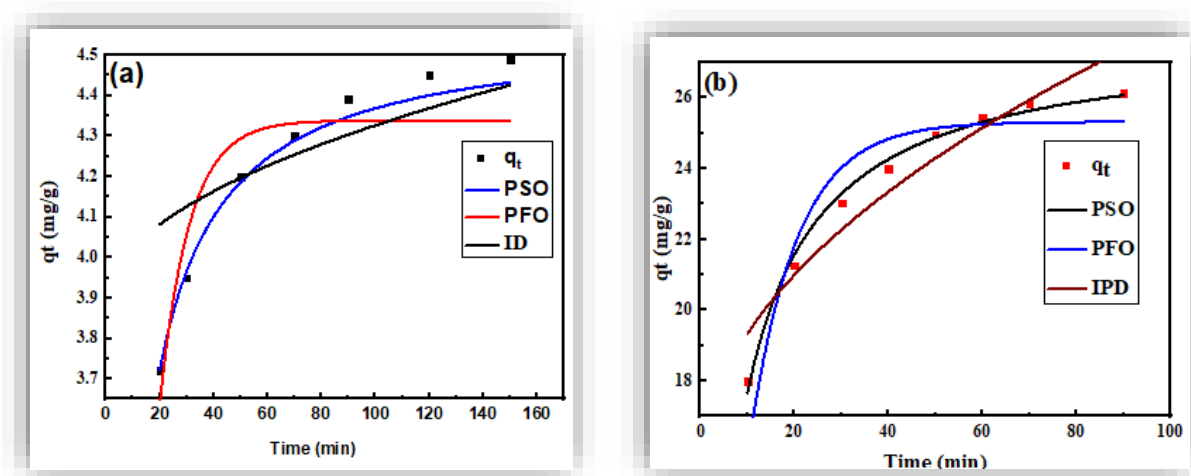 (a)
qt (mg/g)
4.5
4.4
4.3
4.2
4.1
4.0
3.9
3.8
3.7
qt
PSO
PFO
ID
0 20 40 60 80 100 120 140 160
Time (min)
(b)
qt (mg/g)
26
24
22
20
18
qt
PSO
PFO
IPD
0 20 40 60 80 100
Time (min)